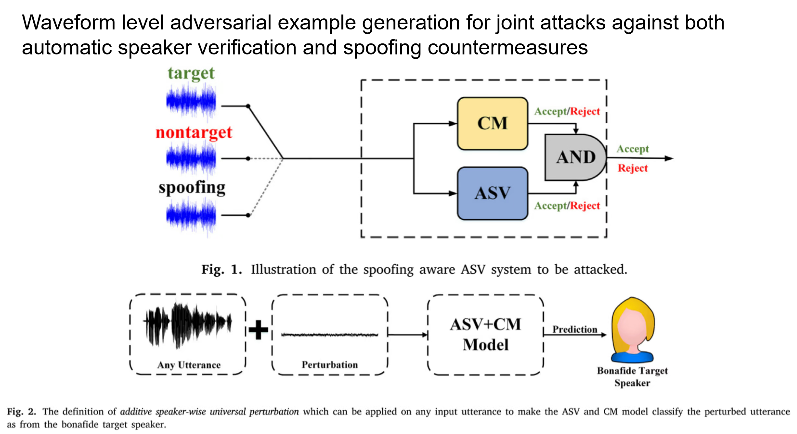 Waveform level adversarial example generation for joint attacks against both
automatic speaker verification and spoofing countermeasures
target
nontarget
spoofing
CM
ASV
Accept/Reject
Accept/Reject
AND
Accept
Reject
Fig. 1. Illustration of the spoofing aware ASV system to be attacked.
Any Utterance
+
Perturbation
ASV+CM
Model
Prediction
Bonafide Target
Speaker
Fig. 2. The definition of additive speaker-wise universal perturbation which can be applied on any input utterance to make the ASV and CM model classify the perturbed utterance
as from the bonafide target speaker.